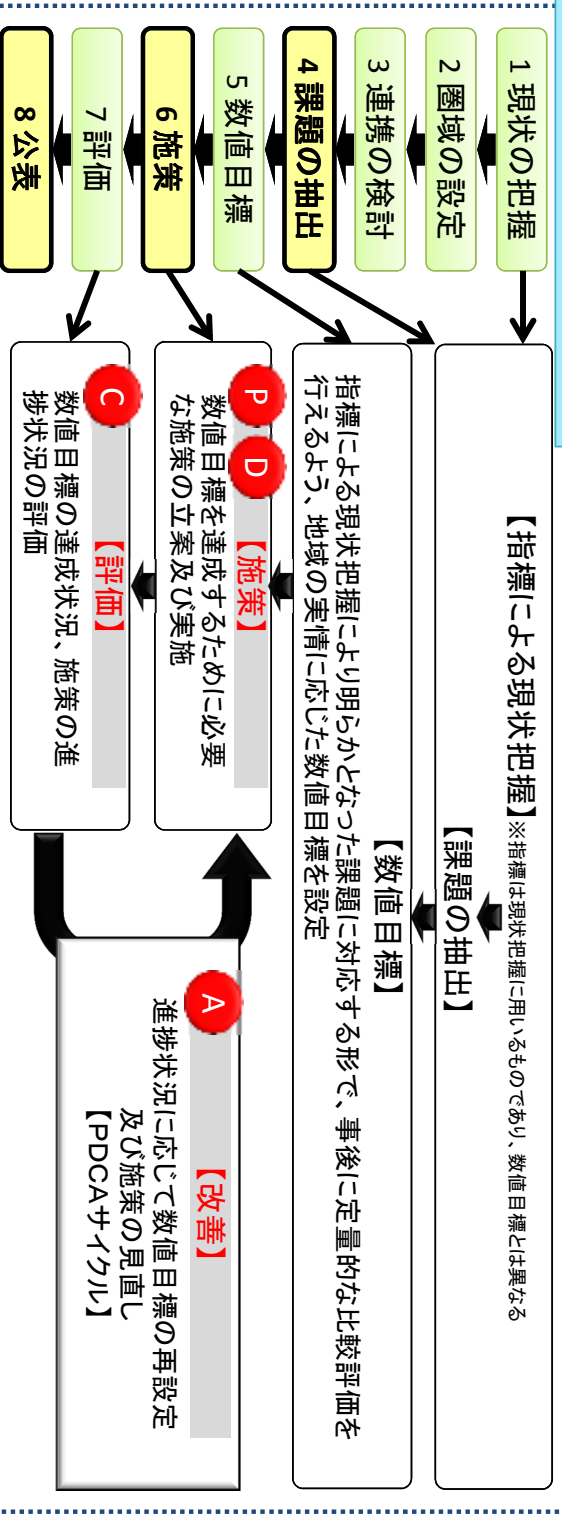 1 現状の把握
2 圏域の設定
3 連携の検討
4 課題の抽出
5 数値目標
6 施策
7 評価
8 公表
【指標による現状把握】※指標は現状把握に用いるものであり、数値目標とは異なる
【課題の抽出】
【数値目標】
指標による現状把握により明らかとなった課題に対応する形で、事後に定量的な比較評価を
行えるよう、地域の実情に応じた数値目標を設定
P D 【施策】
数値目標を達成するために必要
な施策の立案及び実施
C 【評価】
数値目標の達成状況、施策の進
捗状況の評価
A 【改善】
進捗状況に応じて数値目標の再設定
及び施策の見直し
【PDCAサイクル】